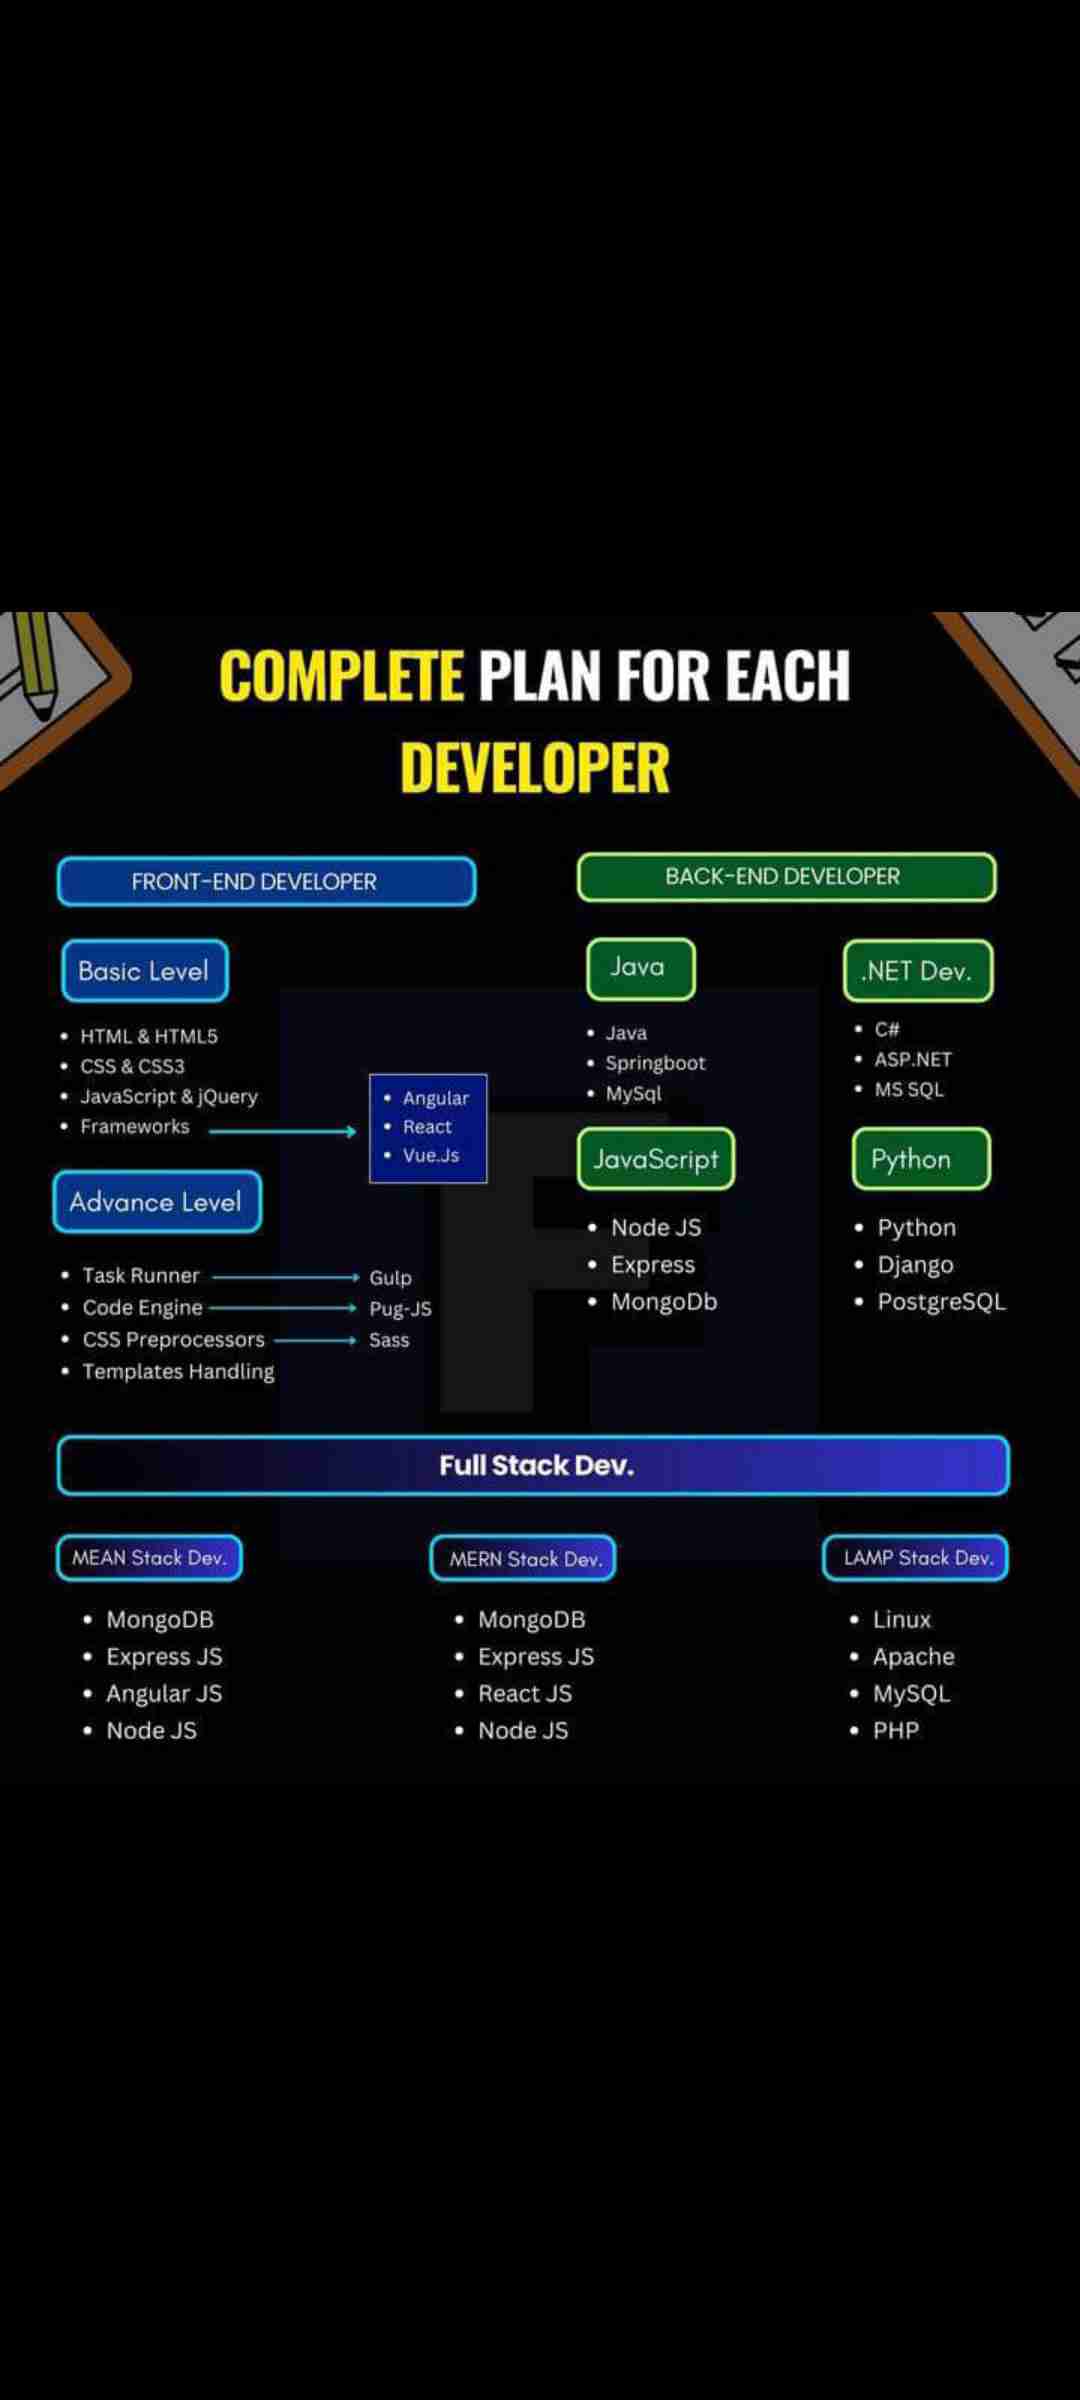 COMPLETE PLAN FOR EACH
DEVELOPER
FRONT-END DEVELOPER
Basic Level
HTML & HTML5
CSS & CSS3
JavaScript & jQuery
Frameworks
Angular
React
Vue.Js
Advance Level
Task Runner
Gulp
Code Engine
Pug-JS
CSS Preprocessors
Sass
Templates Handling
BACK-END DEVELOPER
Java
Java
Springboot
MySql
.NET Dev.
C#
ASP.NET
MS SQL
JavaScript
Node JS
Express
MongoDb
Python
Python
Django
PostgreSQL
Full Stack Dev.
MEAN Stack Dev.
MongoDB
Express JS
Angular JS
Node JS
MERN Stack Dev.
MongoDB
Express JS
React JS
Node JS
LAMP Stack Dev.
Linux
Apache
MySQL
PHP